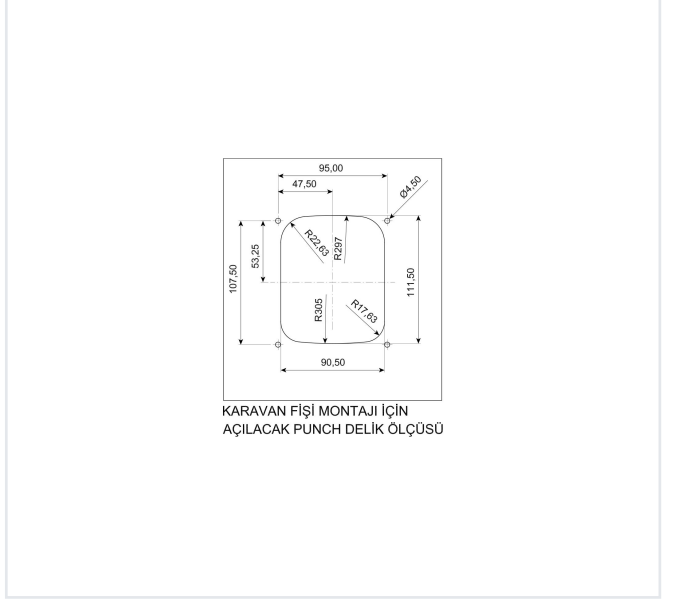 95,00
47,50
Ø4,50
R22,63
R297
53,25
107,50
111,50
R305
R17,63
90,50
KARAVAN FİŞİ MONTAJI İÇİN
AÇILACAK PUNCH DELİK ÖLÇÜSÜ